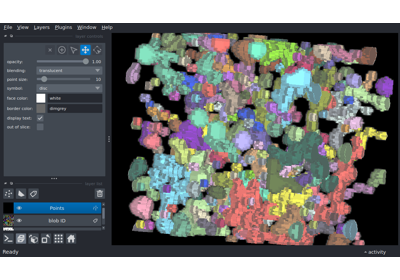 File View Layers Plugins Window Help
opacity: 1.00
blending: translucent
point size: 10
symbol: disc
face color: white
border color: dimgrey
display text: ✓
out of slice:
Points
blob ID
Ready
activity